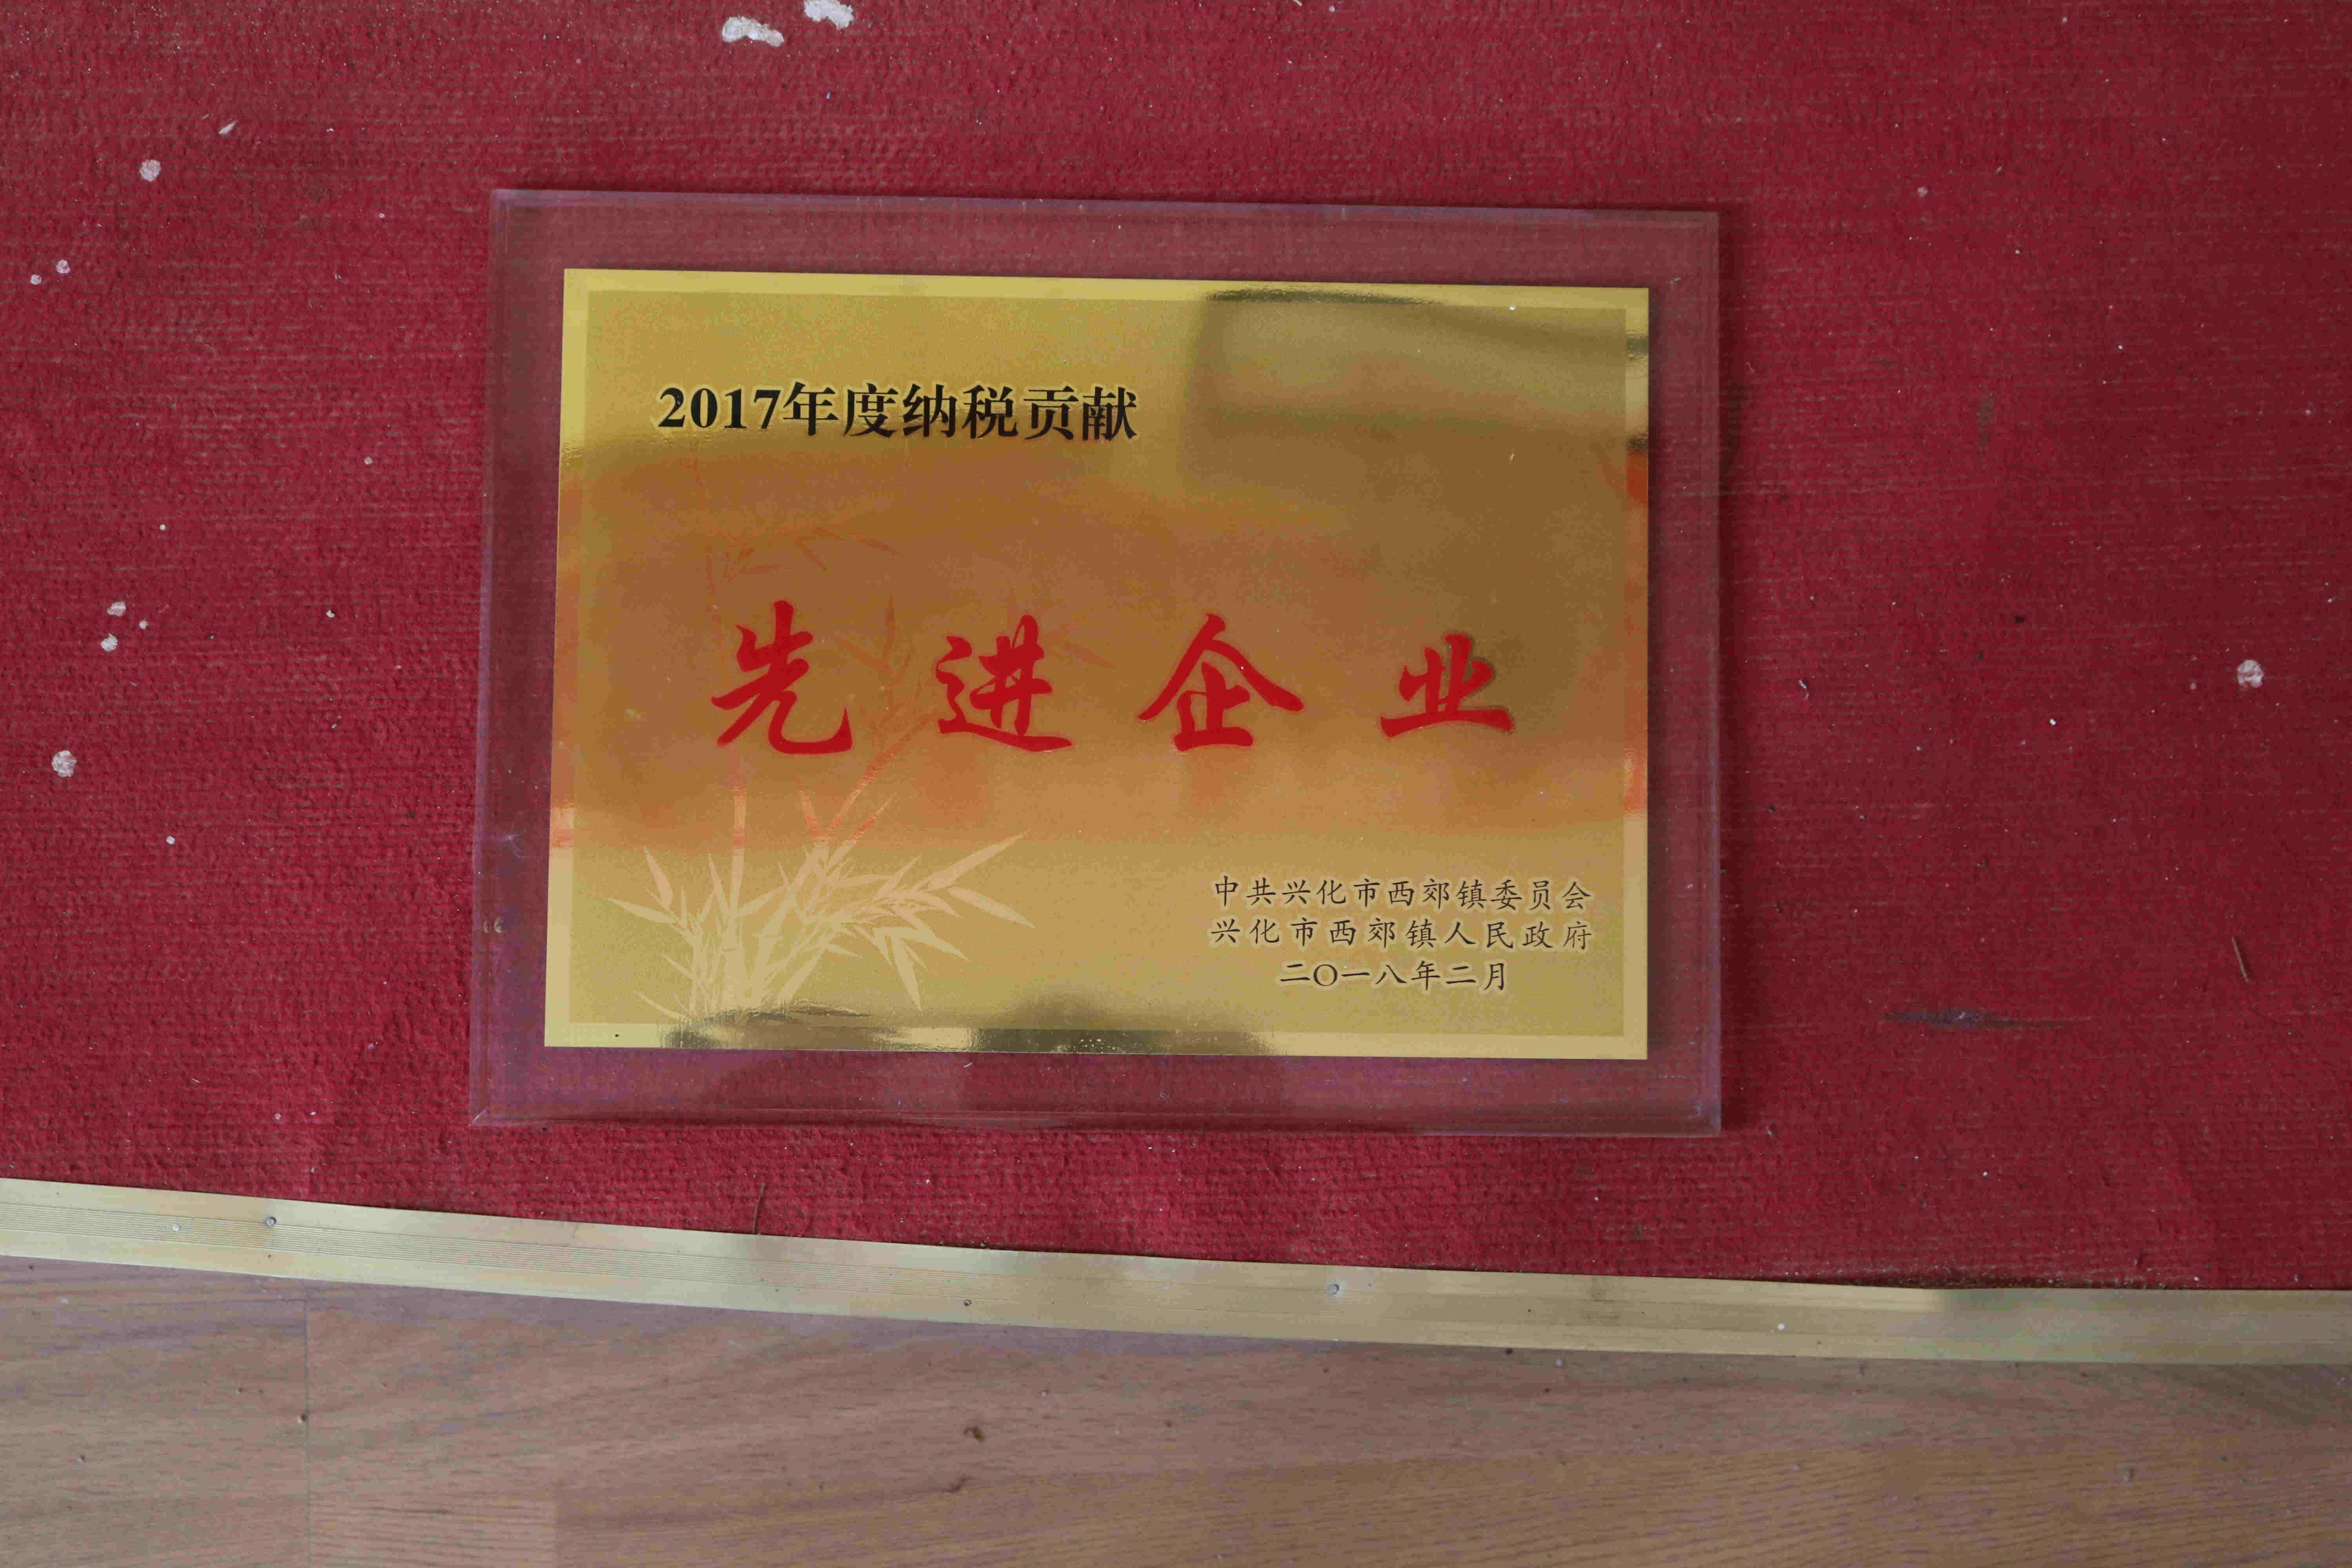 2017年度纳税贡献
先进企业
中共兴化市西郊镇委员会
兴化市西郊镇人民政府
二〇一八年二月